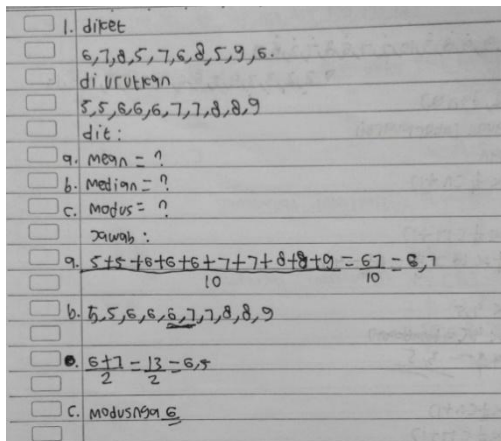 1. diket
6,7,8,5,7,6,8,5,9,6.
di urutkan
5,5,6,6,6,7,7,8,8,9
dit:
a. mean = ?
b. Median = ?
c. Modus = ?
Jawab :
a. 5+5+6+6+6+7+7+8+8+9 = 67 = 6,7
10 10
b. 5,5,6,6,6,7,7,8,8,9
6+7 = 13 = 6,5
2 2
c. Modusnya 6